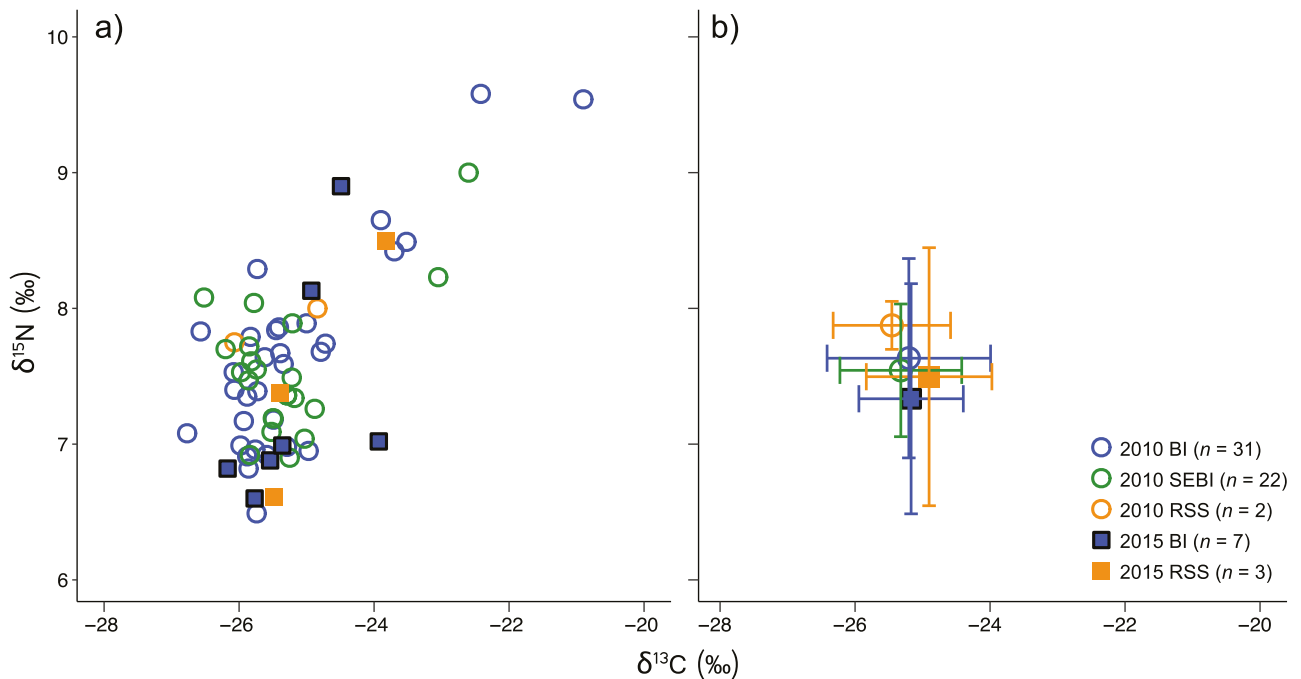 a)
b)
10
9
8
7
6
δ¹⁵N (‰)
−28 −26 −24 −22 −20
−28 −26 −24 −22 −20
δ¹³C (‰)
2010 BI (n = 31)
2010 SEBI (n = 22)
2010 RSS (n = 2)
2015 BI (n = 7)
2015 RSS (n = 3)